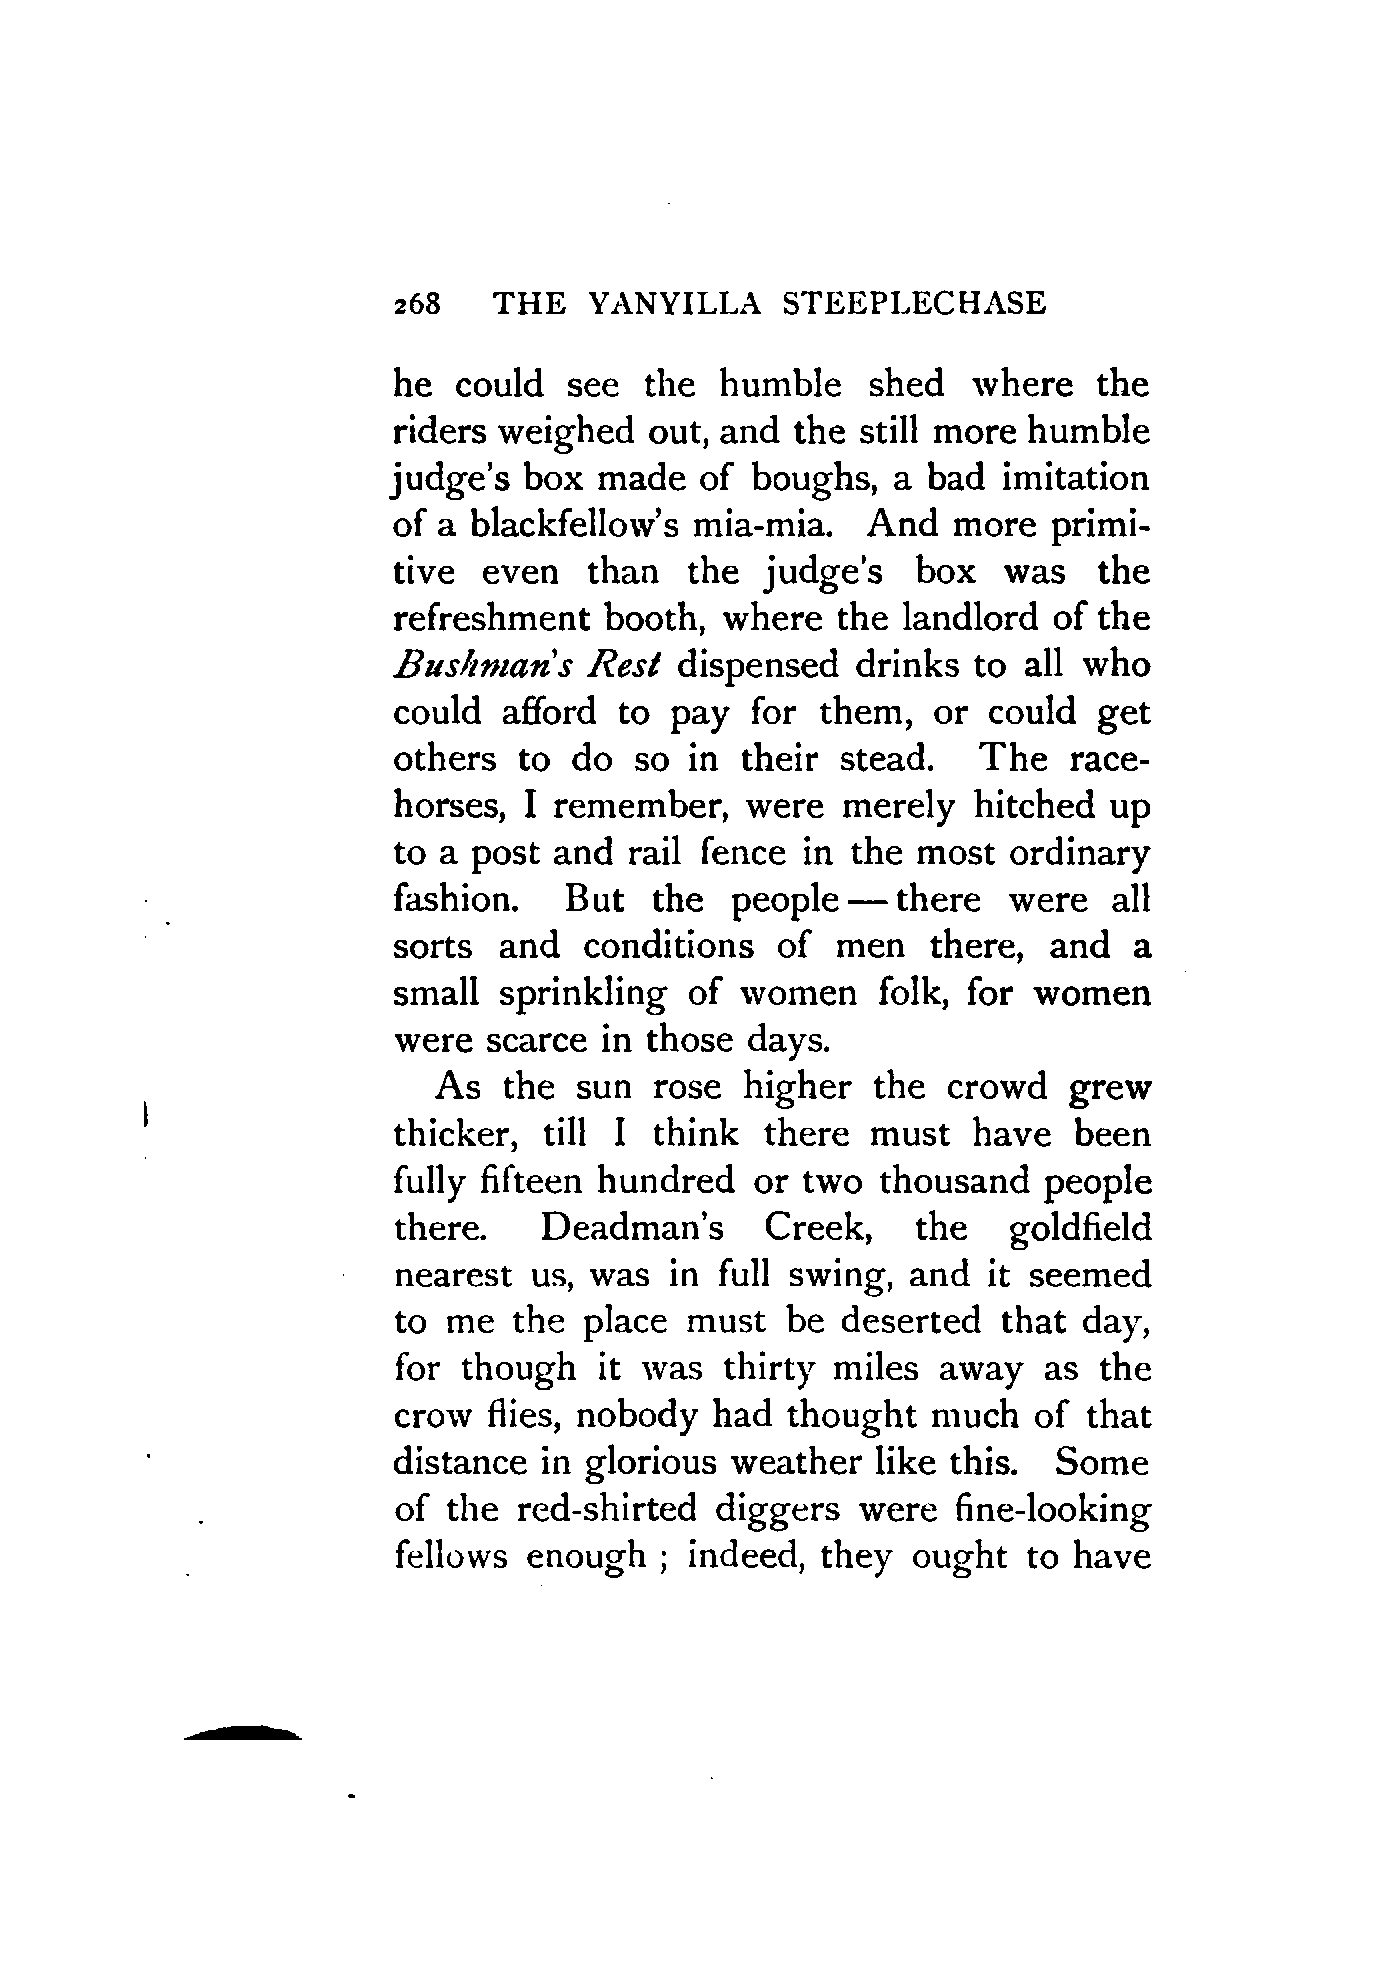 268 THE YANYILLA STEEPLECHASE
he could see the humble shed where the
riders weighed out, and the still more humble
judge's box made of boughs, a bad imitation
of a blackfellow's mia-mia. And more primi-
tive even than the judge's box was the
refreshment booth, where the landlord of the
Bushman's Rest dispensed drinks to all who
could afford to pay for them, or could get
others to do so in their stead. The race-
horses, I remember, were merely hitched up
to a post and rail fence in the most ordinary
fashion. But the people — there were all
sorts and conditions of men there, and a
small sprinkling of women folk, for women
were scarce in those days.
As the sun rose higher the crowd grew
thicker, till I think there must have been
fully fifteen hundred or two thousand people
there. Deadman's Creek, the goldfield
nearest us, was in full swing, and it seemed
to me the place must be deserted that day,
for though it was thirty miles away as the
crow flies, nobody had thought much of that
distance in glorious weather like this. Some
of the red-shirted diggers were fine-looking
fellows enough ; indeed, they ought to have